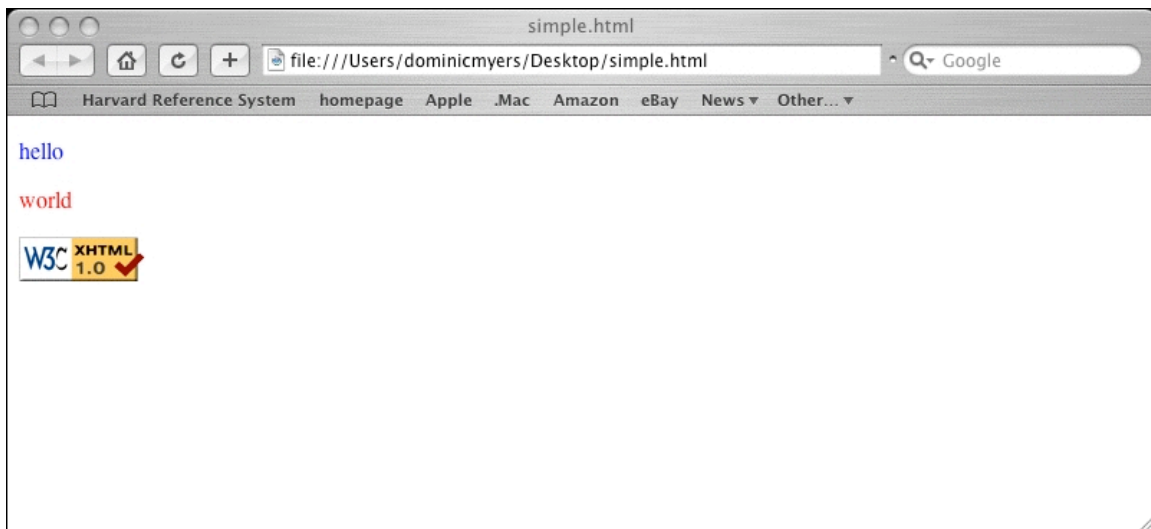 simple.html
file:///Users/dominicmyers/Desktop/simple.html Google
Harvard Reference System homepage Apple .Mac Amazon eBay News Other...
hello
world
W3C XHTML
1.0